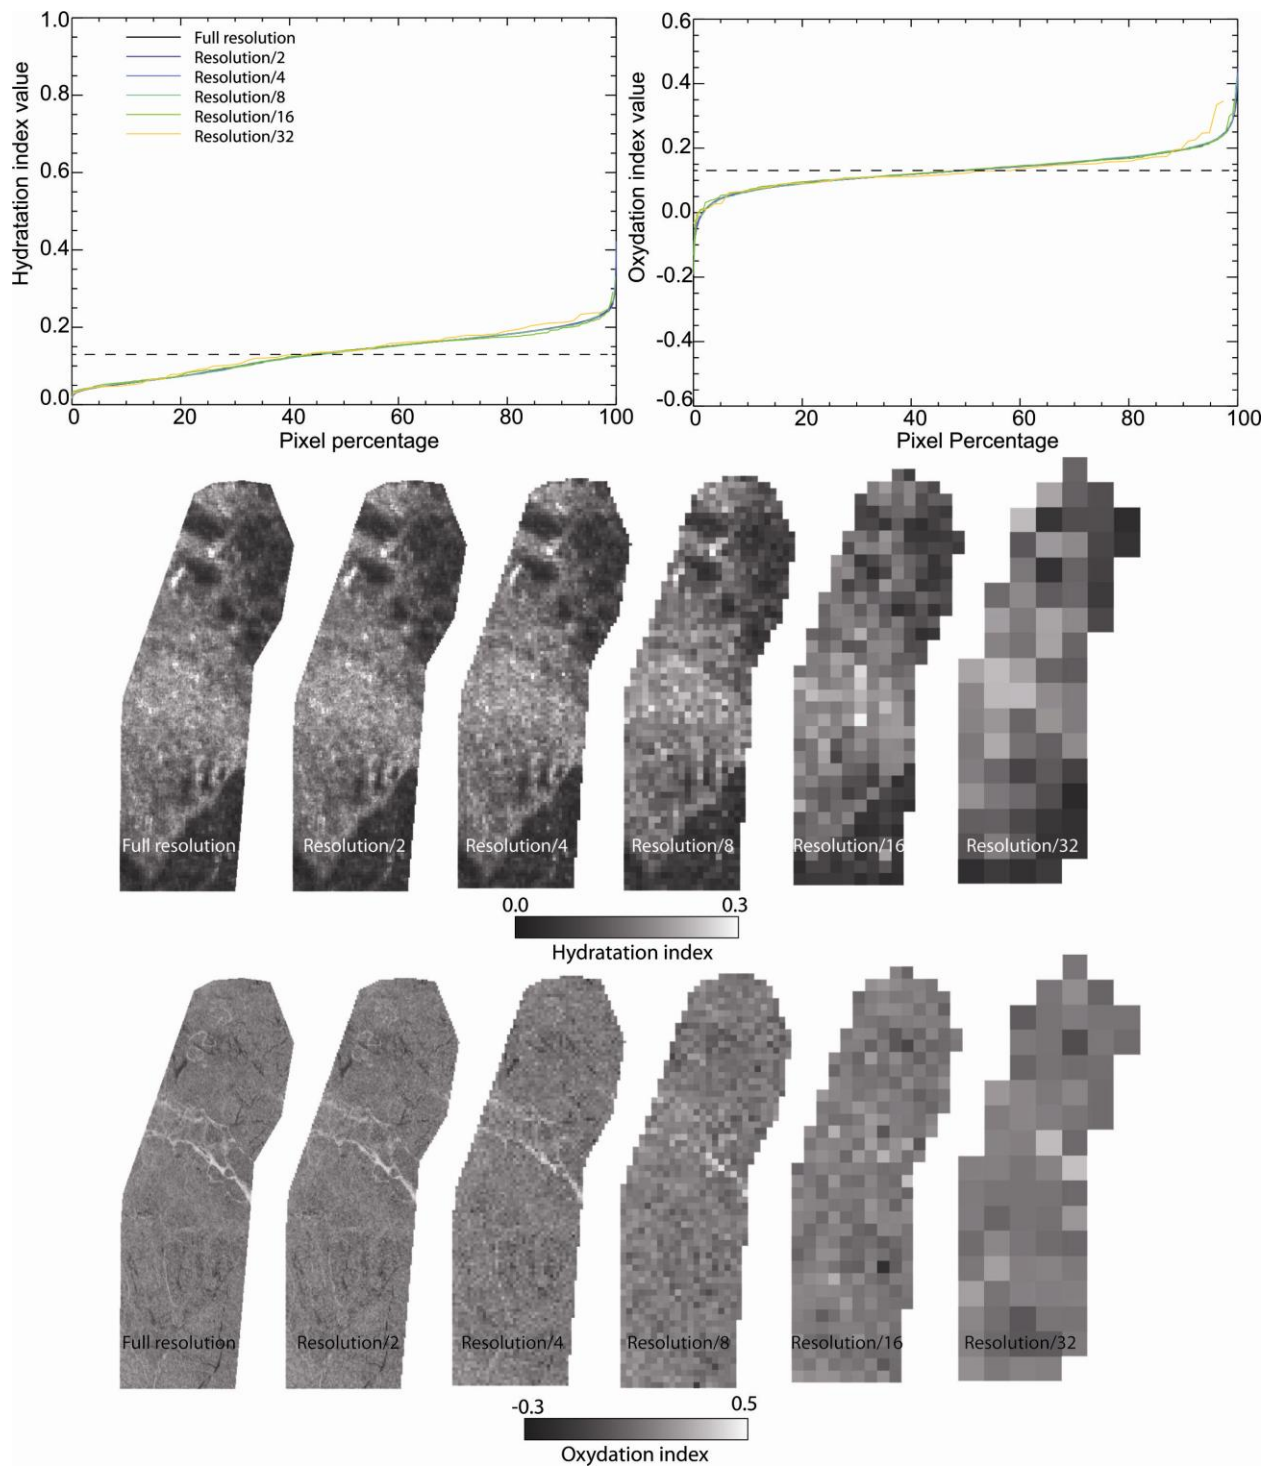 Hydratation index value
1.0
0.8
0.6
0.4
0.2
0.0
Full resolution
Resolution/2
Resolution/4
Resolution/8
Resolution/16
Resolution/32
0 20 40 60 80 100
Pixel percentage
Oxydation index value
0.6
0.4
0.2
0.0
-0.2
-0.4
-0.6
0 20 40 60 80 100
Pixel Percentage
Full resolution Resolution/2 Resolution/4 Resolution/8 Resolution/16 Resolution/32
0.0 0.3
Hydratation index
Full resolution Resolution/2 Resolution/4 Resolution/8 Resolution/16 Resolution/32
-0.3 0.5
Oxydation index